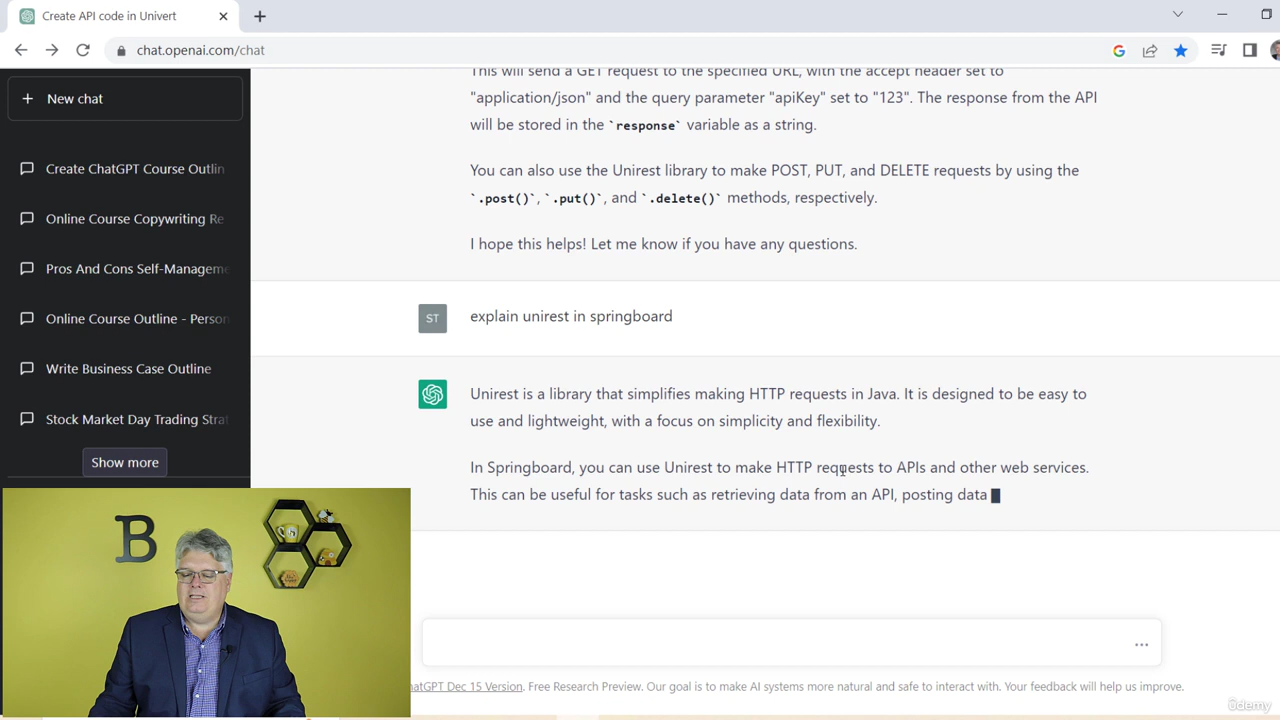 Create API code in Univert
chat.openai.com/chat
New chat
Create ChatGPT Course Outlin
Online Course Copywriting Re
Pros And Cons Self-Managem
Online Course Outline - Person
Write Business Case Outline
Stock Market Day Trading Strat
Show more
This will send a GET request to the specified URL, with the accept header set to
"application/json" and the query parameter "apiKey" set to "123". The response from the API
will be stored in the `response` variable as a string.
You can also use the Unirest library to make POST, PUT, and DELETE requests by using the
`.post()`, `.put()`, and `.delete()` methods, respectively.
I hope this helps! Let me know if you have any questions.
ST
explain unirest in springboard
Unirest is a library that simplifies making HTTP requests in Java. It is designed to be easy to
use and lightweight, with a focus on simplicity and flexibility.
In Springboard, you can use Unirest to make HTTP requests to APIs and other web services.
This can be useful for tasks such as retrieving data from an API, posting data
B
hatGPT Dec 15 Version. Free Research Preview. Our goal is to make AI systems more natural and safe to interact with. Your feedback will help us improve.
ûdemy